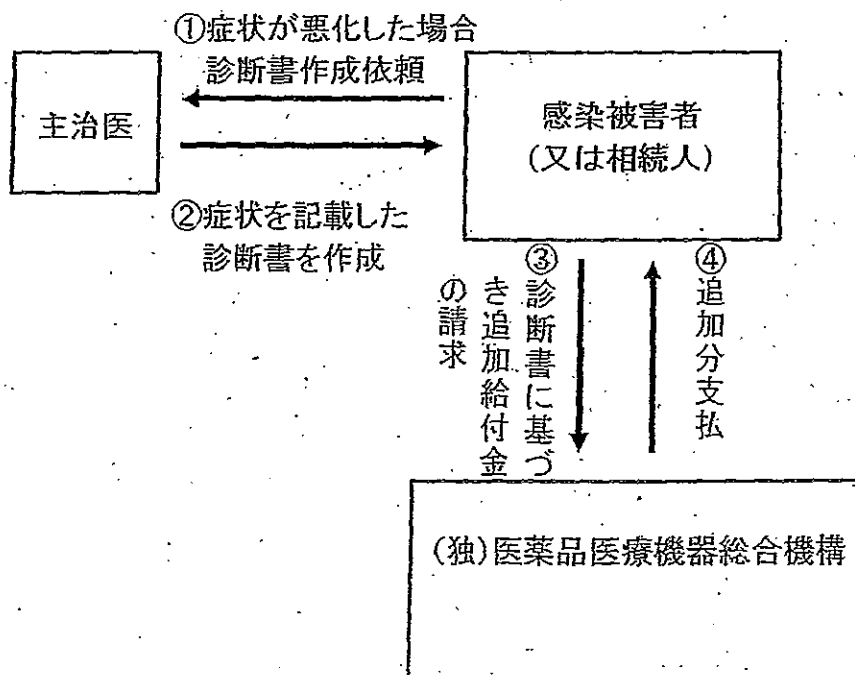 ①症状が悪化した場合
診断書作成依頼
主治医
感染被害者
(又は相続人)
②症状を記載した
診断書を作成
③診断書に基づ
き追加給付金
の請求
④追加分支払
(独)医薬品医療機器総合機構